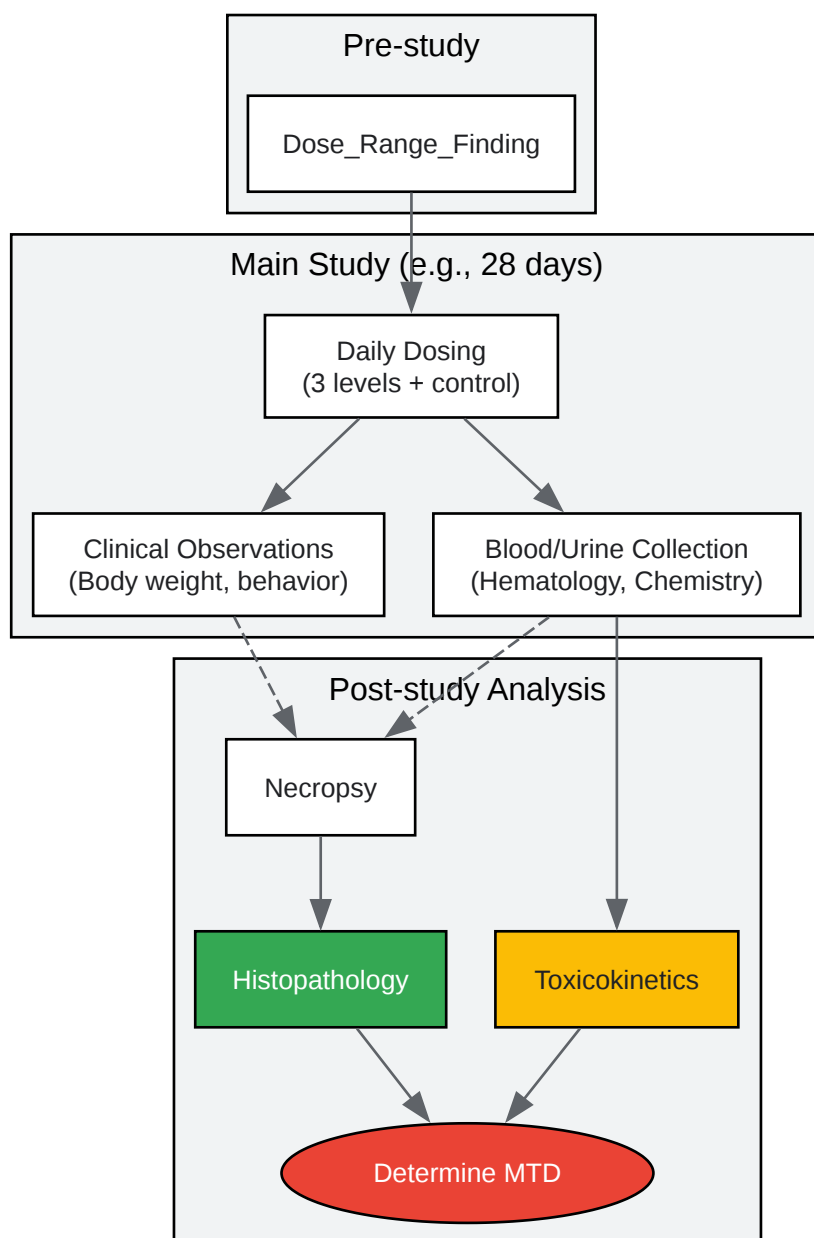 Pre-study
Dose_Range_Finding
Main Study (e.g., 28 days)
Daily Dosing
(3 levels + control)
Clinical Observations
(Body weight, behavior)
Blood/Urine Collection
(Hematology, Chemistry)
Post-study Analysis
Necropsy
Histopathology
Toxicokinetics
Determine MTD